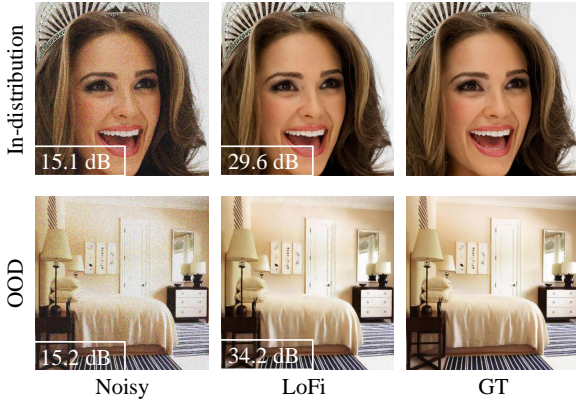 In-distribution
15.1 dB
29.6 dB
OOD
15.2 dB
34.2 dB
Noisy
LoFi
GT